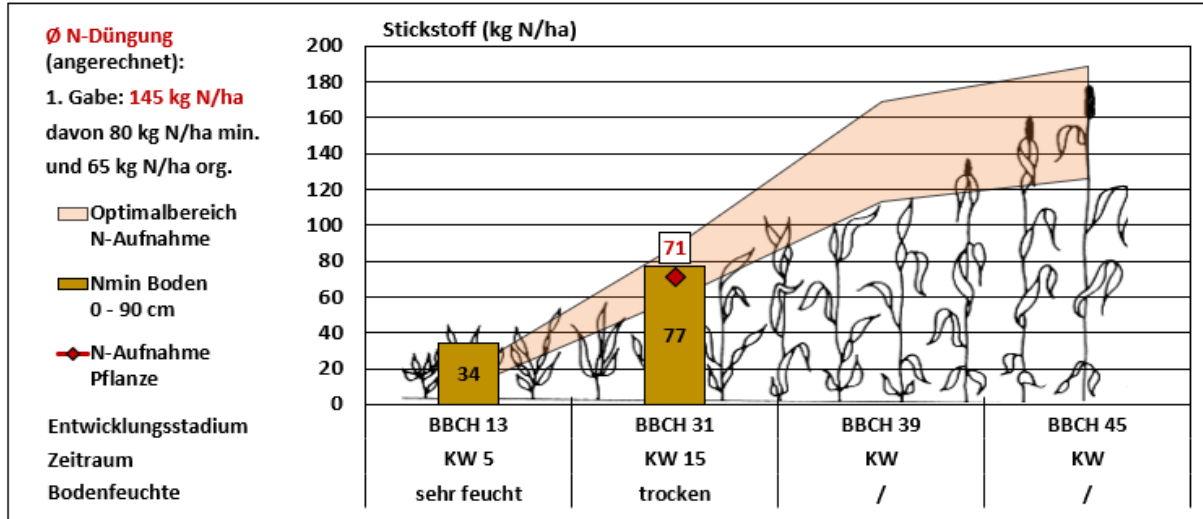 Ø N-Düngung
(angerechnet):
1. Gabe: 145 kg N/ha
davon 80 kg N/ha min.
und 65 kg N/ha org.
Optimalbereich
N-Aufnahme
Nmin Boden
0 - 90 cm
N-Aufnahme
Pflanze
Stickstoff (kg N/ha)
200
180
160
140
120
100
80
60
40
20
0
34
71
77
Entwicklungsstadium BBCH 13 BBCH 31 BBCH 39 BBCH 45
Zeitraum KW 5 KW 15 KW KW
Bodenfeuchte sehr feucht trocken / /